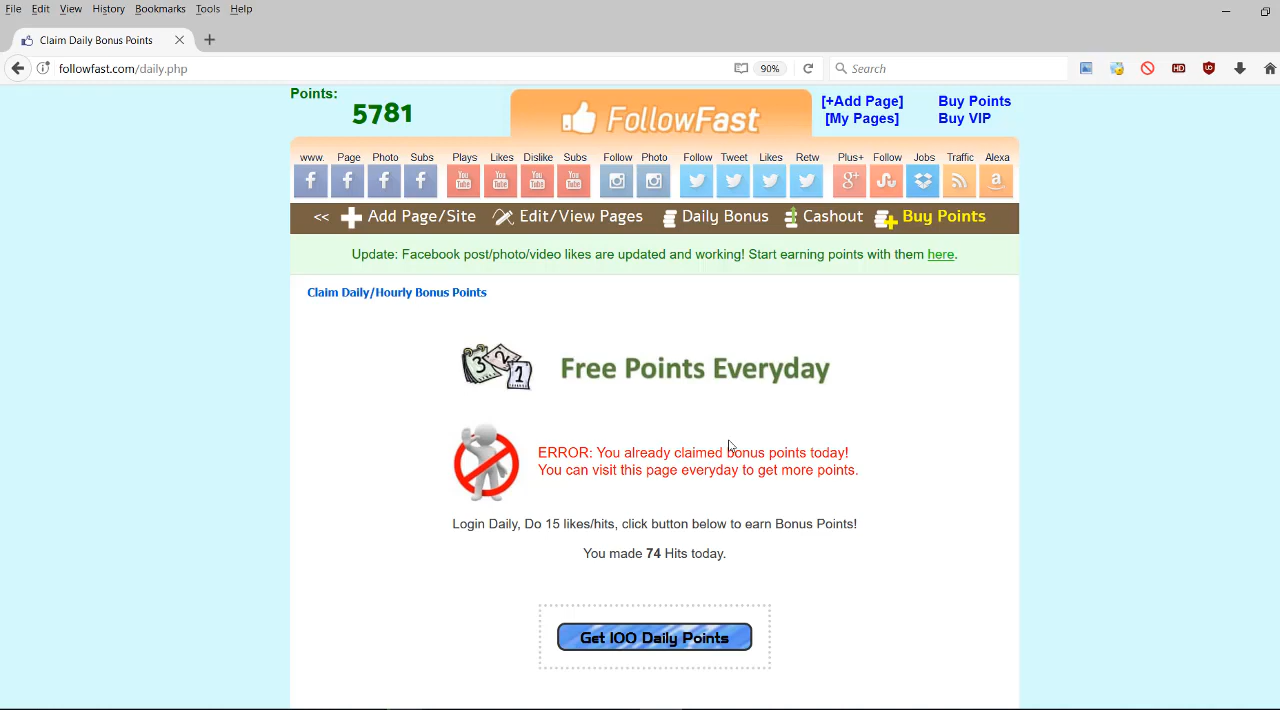 File Edit View History Bookmarks Tools Help
Claim Daily Bonus Points
followfast.com/daily.php 90% Search
Points:
5781
FollowFast
[+Add Page] Buy Points
[My Pages] Buy VIP
www. Page Photo Subs Plays Likes Dislike Subs Follow Photo Follow Tweet Likes Retw Plus+ Follow Jobs Traffic Alexa
<< Add Page/Site Edit/View Pages Daily Bonus Cashout Buy Points
Update: Facebook post/photo/video likes are updated and working! Start earning points with them here.
Claim Daily/Hourly Bonus Points
3 2 1 Free Points Everyday
ERROR: You already claimed bonus points today!
You can visit this page everyday to get more points.
Login Daily, Do 15 likes/hits, click button below to earn Bonus Points!
You made 74 Hits today.
Get 100 Daily Points